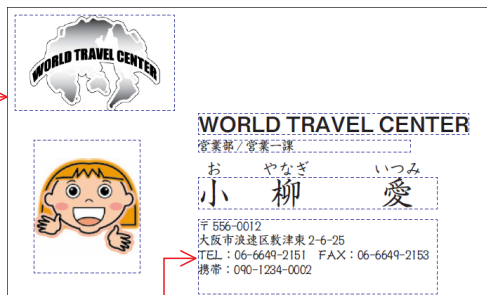 WORLD TRAVEL CENTER
WORLD TRAVEL CENTER
営業部/営業一課
お やなぎ いつみ
小 柳 愛
〒556-0012
大阪市浪速区敷津東2-6-25
TEL：06-6649-2151 FAX：06-6649-2153
携帯：090-1234-0002